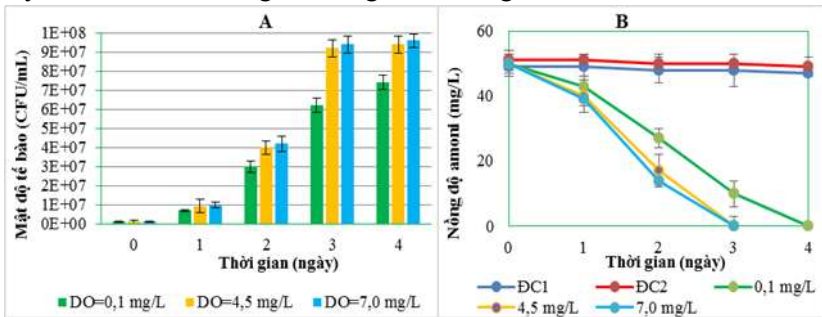 A
Mật độ tế bào (CFU/mL)
1E+08
9E+07
8E+07
7E+07
6E+07
5E+07
4E+07
3E+07
2E+07
1E+07
0E+00
0 1 2 3 4
Thời gian (ngày)
DO=0,1 mg/L DO=4,5 mg/L DO=7,0 mg/L
B
Nồng độ amoni (mg/L)
60
40
20
0
0 1 2 3 4
Thời gian (ngày)
ĐC1 ĐC2 0,1 mg/L
4,5 mg/L 7,0 mg/L